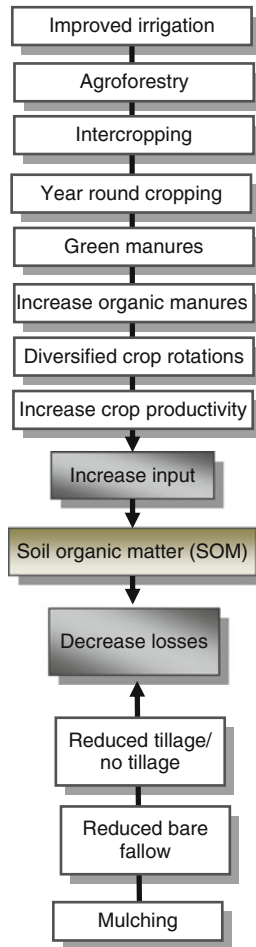 Improved irrigation
Agroforestry
Intercropping
Year round cropping
Green manures
Increase organic manures
Diversified crop rotations
Increase crop productivity
Increase input
Soil organic matter (SOM)
Decrease losses
Reduced tillage/
no tillage
Reduced bare
fallow
Mulching